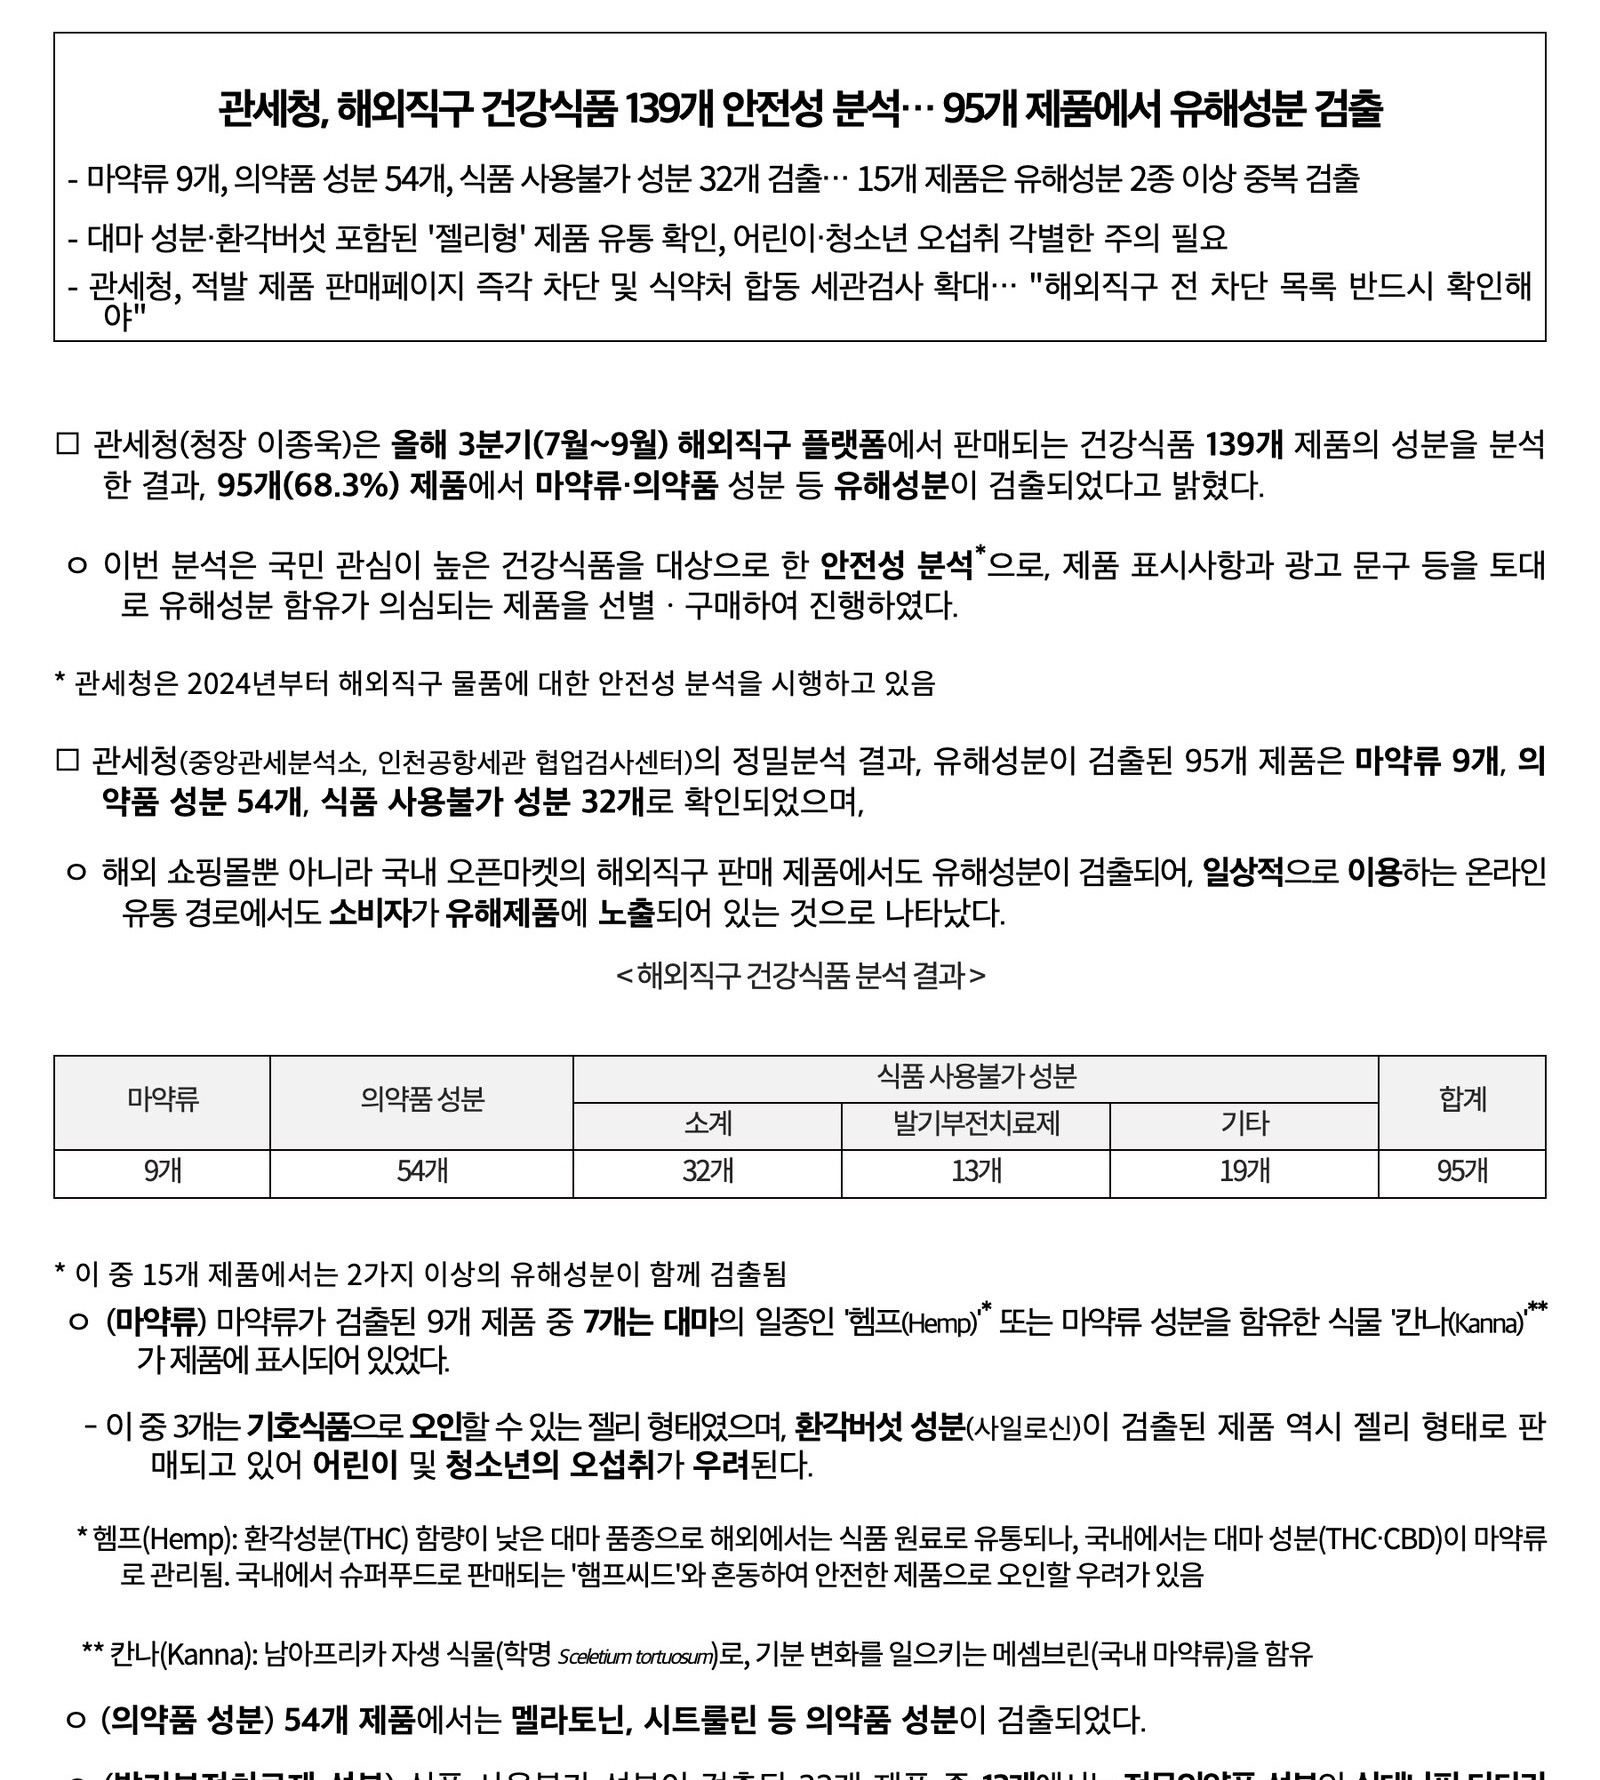 관세청, 해외직구 건강식품 139개 안전성 분석… 95개 제품에서 유해성분 검출
- 마약류 9개, 의약품 성분 54개, 식품 사용불가 성분 32개 검출… 15개 제품은 유해성분 2종 이상 중복 검출
- 대마 성분·환각버섯 포함된 '젤리형' 제품 유통 확인, 어린이·청소년 오섭취 각별한 주의 필요
- 관세청, 적발 제품 판매페이지 즉각 차단 및 식약처 합동 세관검사 확대… "해외직구 전 차단 목록 반드시 확인해
야"
□ 관세청(청장 이종욱)은 올해 3분기(7월~9월) 해외직구 플랫폼에서 판매되는 건강식품 139개 제품의 성분을 분석
한 결과, 95개(68.3%) 제품에서 마약류·의약품 성분 등 유해성분이 검출되었다고 밝혔다.
ㅇ 이번 분석은 국민 관심이 높은 건강식품을 대상으로 한 안전성 분석*으로, 제품 표시사항과 광고 문구 등을 토대
로 유해성분 함유가 의심되는 제품을 선별 · 구매하여 진행하였다.
* 관세청은 2024년부터 해외직구 물품에 대한 안전성 분석을 시행하고 있음
□ 관세청(중앙관세분석소, 인천공항세관 협업검사센터)의 정밀분석 결과, 유해성분이 검출된 95개 제품은 마약류 9개, 의
약품 성분 54개, 식품 사용불가 성분 32개로 확인되었으며,
ㅇ 해외 쇼핑몰뿐 아니라 국내 오픈마켓의 해외직구 판매 제품에서도 유해성분이 검출되어, 일상적으로 이용하는 온라인
유통 경로에서도 소비자가 유해제품에 노출되어 있는 것으로 나타났다.
< 해외직구 건강식품 분석 결과 >
마약류 의약품 성분 식품 사용불가 성분 합계
소계 발기부전치료제 기타
9개 54개 32개 13개 19개 95개
* 이 중 15개 제품에서는 2가지 이상의 유해성분이 함께 검출됨
ㅇ (마약류) 마약류가 검출된 9개 제품 중 7개는 대마의 일종인 '헴프(Hemp)'* 또는 마약류 성분을 함유한 식물 '칸나(Kanna)'**
가 제품에 표시되어 있었다.
- 이 중 3개는 기호식품으로 오인할 수 있는 젤리 형태였으며, 환각버섯 성분(사일로신)이 검출된 제품 역시 젤리 형태로 판
매되고 있어 어린이 및 청소년의 오섭취가 우려된다.
* 헴프(Hemp): 환각성분(THC) 함량이 낮은 대마 품종으로 해외에서는 식품 원료로 유통되나, 국내에서는 대마 성분(THC·CBD)이 마약류
로 관리됨. 국내에서 슈퍼푸드로 판매되는 '햄프씨드'와 혼동하여 안전한 제품으로 오인할 우려가 있음
** 칸나(Kanna): 남아프리카 자생 식물(학명 Sceletium tortuosum)로, 기분 변화를 일으키는 메셈브린(국내 마약류)을 함유
ㅇ (의약품 성분) 54개 제품에서는 멜라토닌, 시트룰린 등 의약품 성분이 검출되었다.